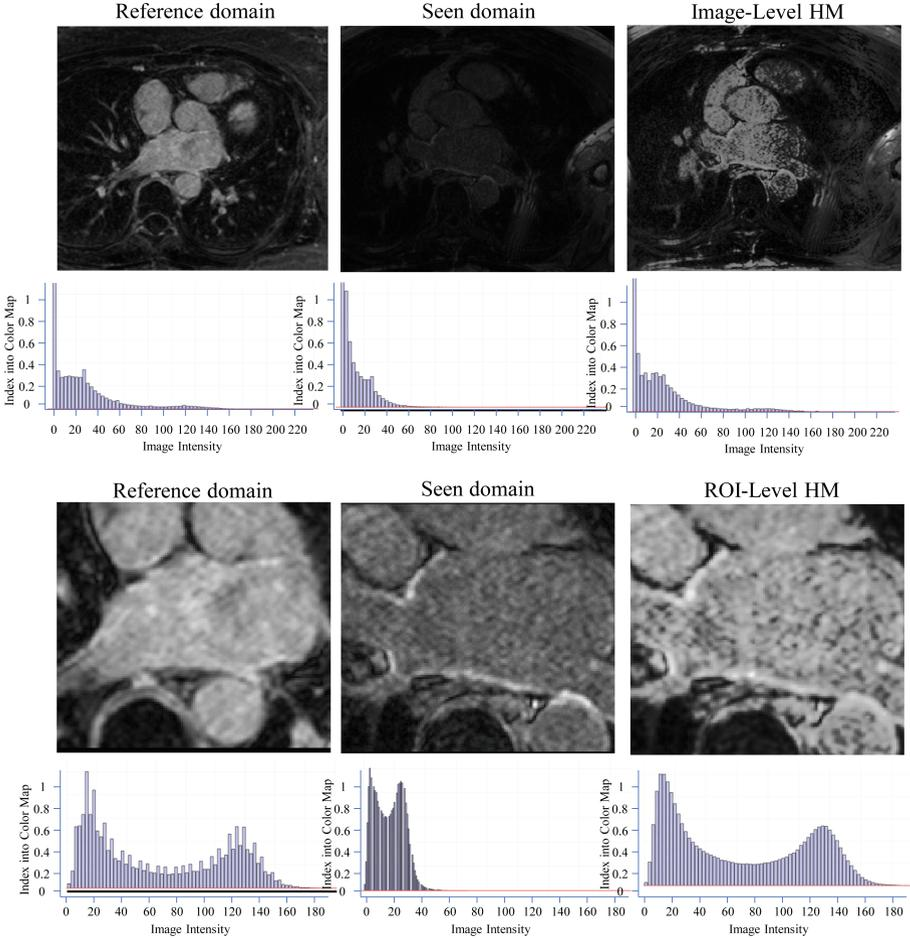 Reference domain
Seen domain
Image-Level HM
Index into Color Map
1
0.8
0.6
0.4
0.2
0
0 20 40 60 80 100 120 140 160 180 200 220
Image Intensity
Index into Color Map
1
0.8
0.6
0.4
0.2
0
0 20 40 60 80 100 120 140 160 180 200 220
Image Intensity
Index into Color Map
1
0.8
0.6
0.4
0.2
0
0 20 40 60 80 100 120 140 160 180 200 220
Image Intensity
Reference domain
Seen domain
ROI-Level HM
Index into Color Map
1
0.8
0.6
0.4
0.2
0
0 20 40 60 80 100 120 140 160 180
Image Intensity
Index into Color Map
1
0.8
0.6
0.4
0.2
0
0 20 40 60 80 100 120 140 160 180
Image Intensity
Index into Color Map
1
0.8
0.6
0.4
0.2
0
0 20 40 60 80 100 120 140 160 180
Image Intensity